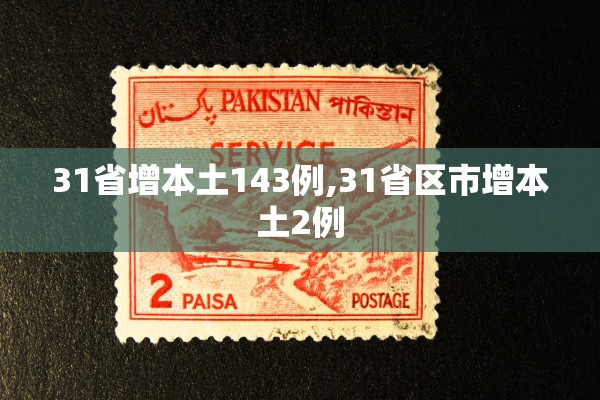 پاکستان PAKISTAN পাকিস্তান
SERVICE
31省增本土143例,31省区市增本
土2例
2 PAISA POSTAGE